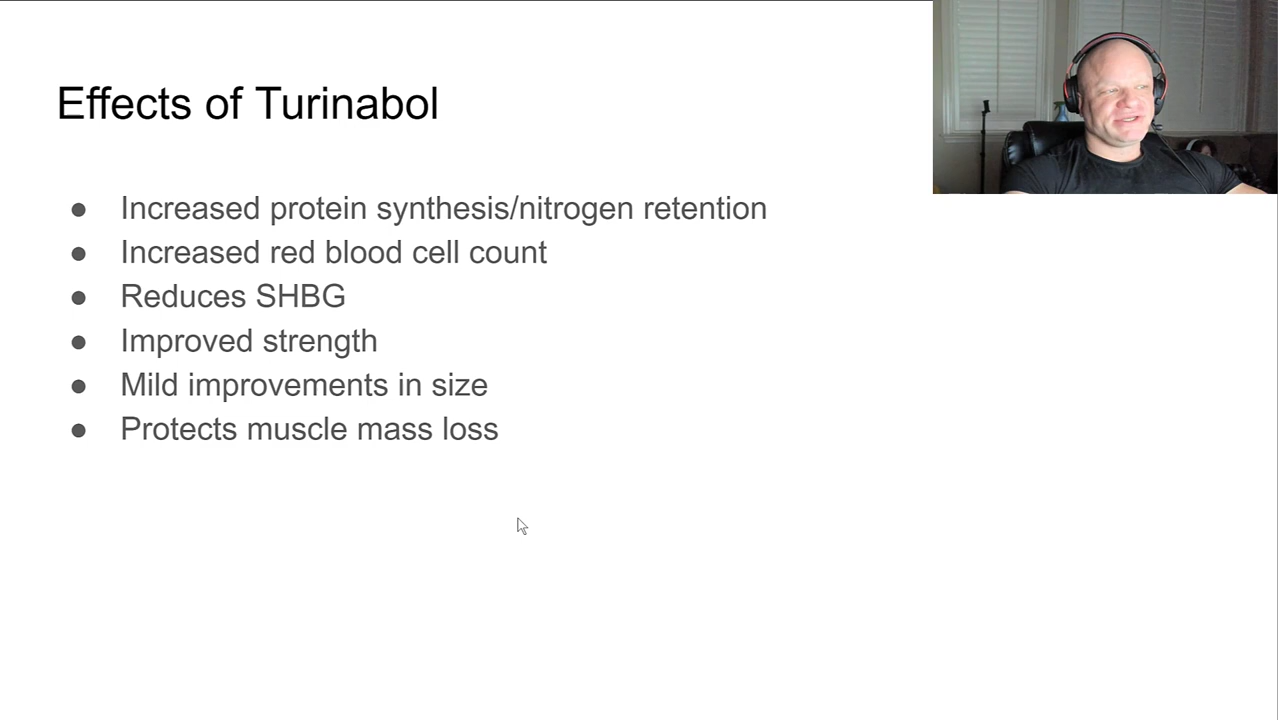 Effects of Turinabol
● Increased protein synthesis/nitrogen retention
● Increased red blood cell count
● Reduces SHBG
● Improved strength
● Mild improvements in size
● Protects muscle mass loss